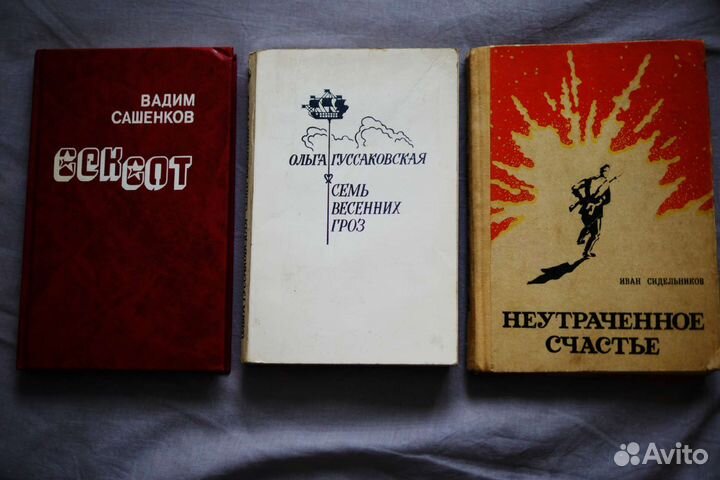 ВАДИМ
САШЕНКОВ
СЕКСОТ
ОЛЬГА ГУССАКОВСКАЯ
СЕМЬ
ВЕСЕННИХ
ГРОЗ
ИВАН СИДЕЛЬНИКОВ
НЕУТРАЧЕННОЕ
СЧАСТЬЕ
Avito